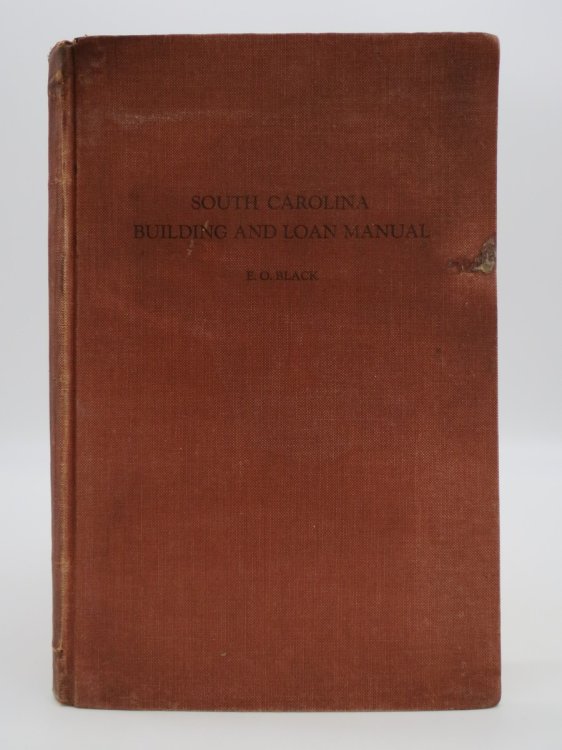 SOUTH CAROLINA
BUILDING AND LOAN MANUAL
E. O. BLACK